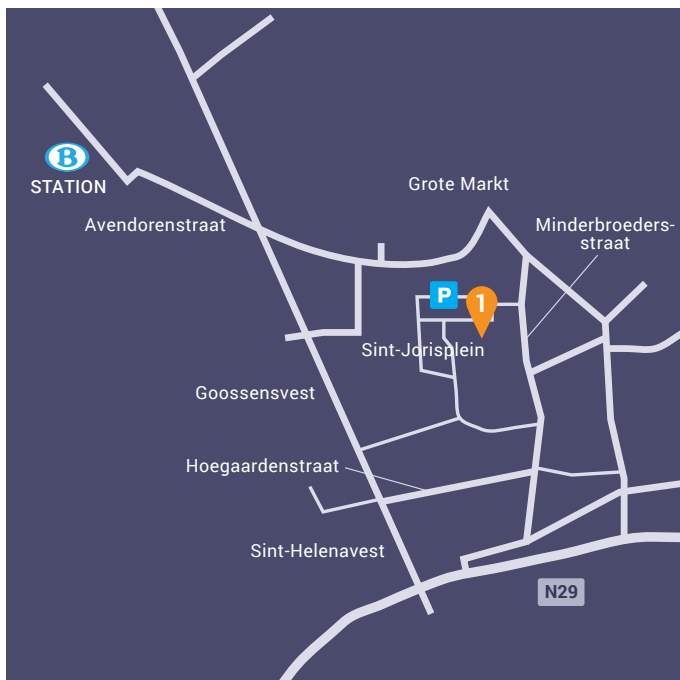 B
STATION
Grote Markt
Avendorenstraat
Minderbroeders-
straat
P
1
Sint-Jorisplein
Goossensvest
Hoegaardenstraat
Sint-Helenavest
N29